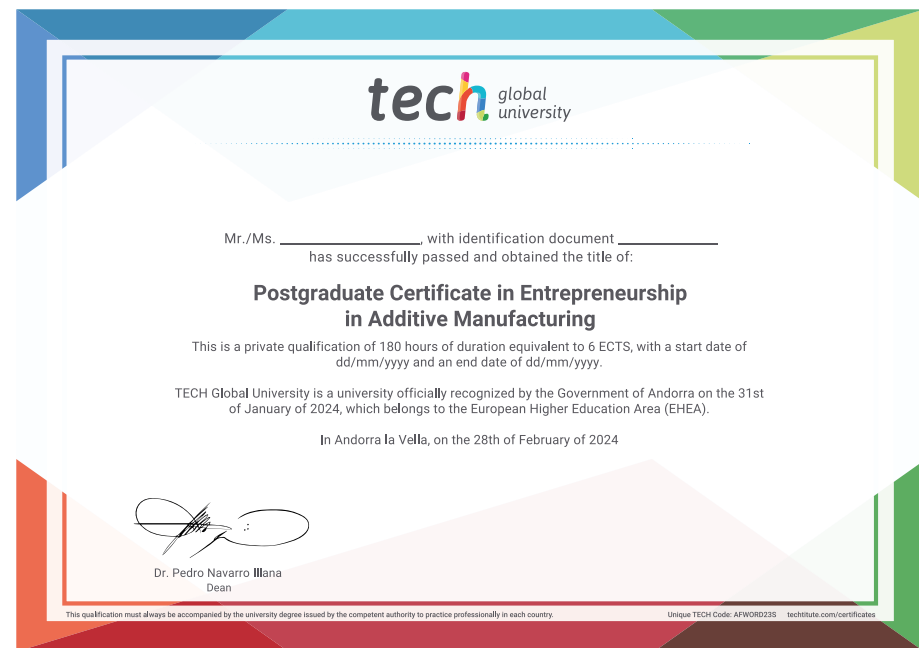 tech global
university
Mr./Ms. ____________________, with identification document ______________
has successfully passed and obtained the title of:
Postgraduate Certificate in Entrepreneurship
in Additive Manufacturing
This is a private qualification of 180 hours of duration equivalent to 6 ECTS, with a start date of
dd/mm/yyyy and an end date of dd/mm/yyyy.
TECH Global University is a university officially recognized by the Government of Andorra on the 31st
of January of 2024, which belongs to the European Higher Education Area (EHEA).
In Andorra la Vella, on the 28th of February of 2024
Dr. Pedro Navarro Illana
Dean
This qualification must always be accompanied by the university degree issued by the competent authority to practice professionally in each country.
Unique TECH Code: AFWORD23S techtitute.com/certificates